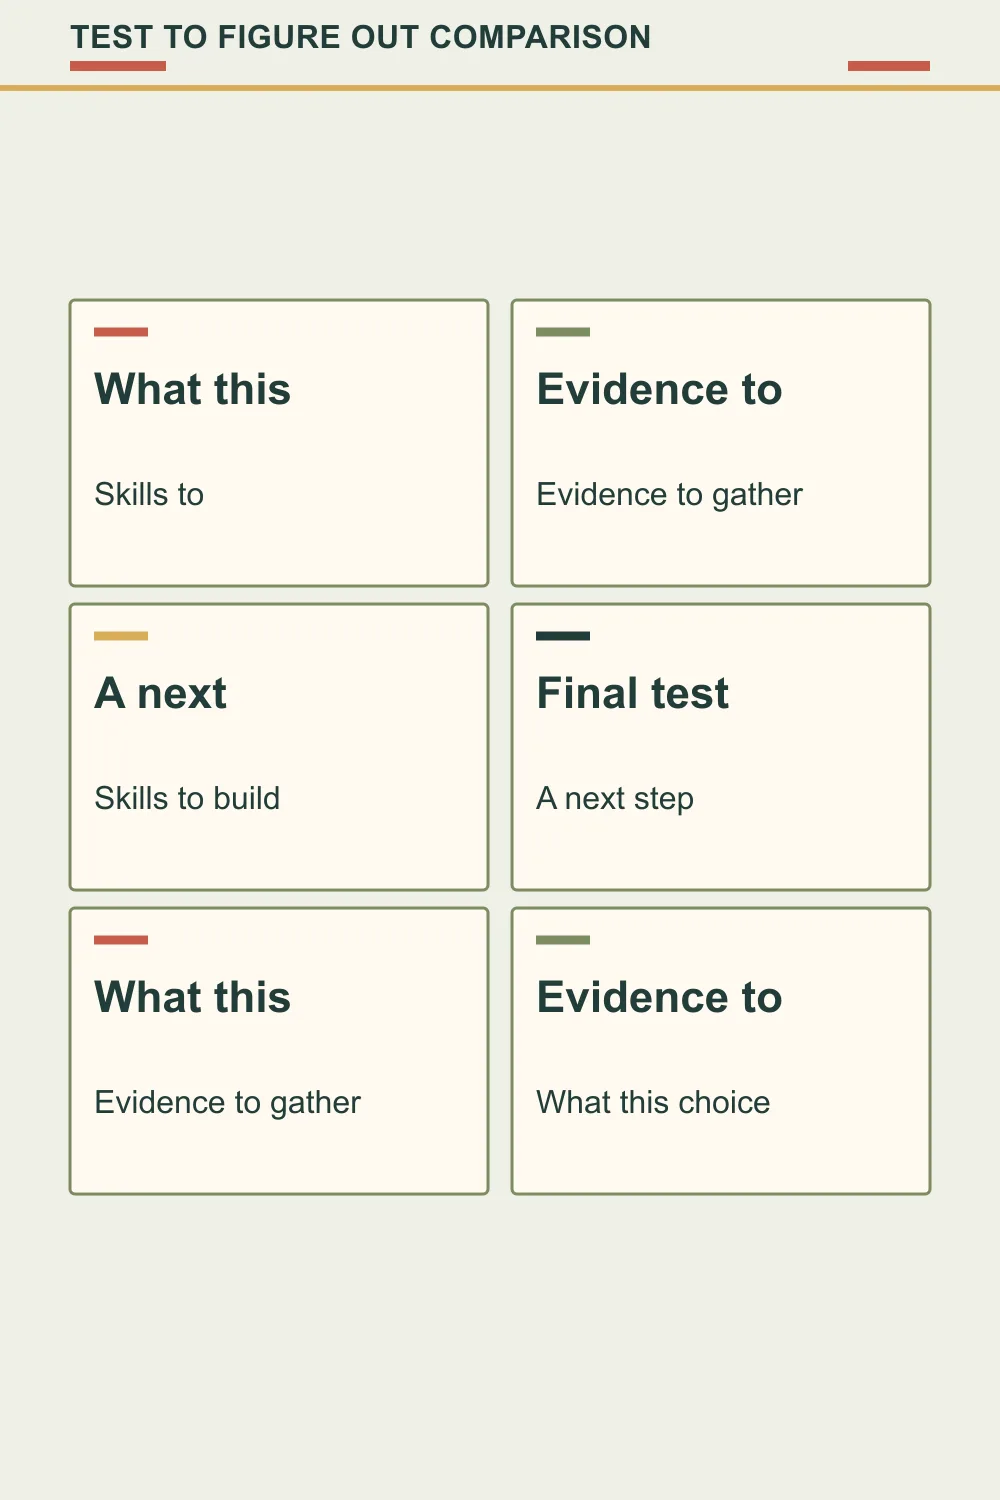 TEST TO FIGURE OUT COMPARISON
What this
Skills to
Evidence to
Evidence to gather
A next
Skills to build
Final test
A next step
What this
Evidence to gather
Evidence to
What this choice